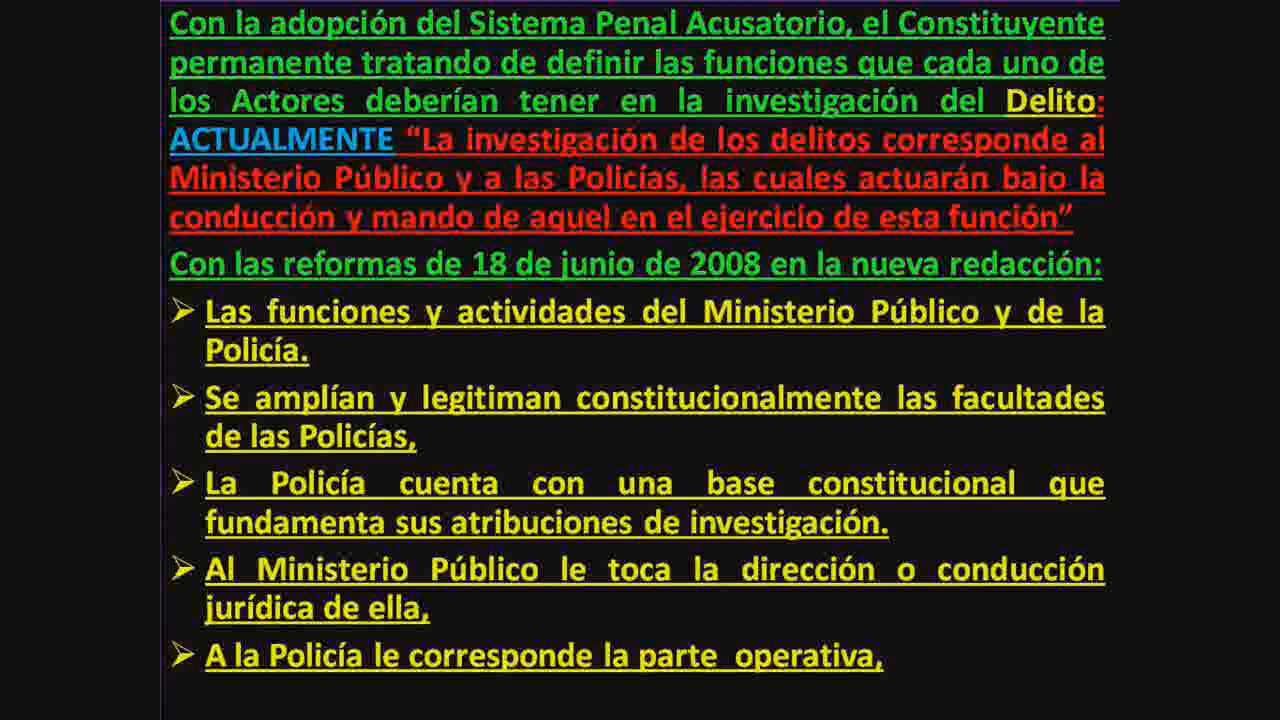 Con la adopción del Sistema Penal Acusatorio, el Constituyente
permanente tratando de definir las funciones que cada uno de
los Actores deberían tener en la investigación del Delito:
ACTUALMENTE “La investigación de los delitos corresponde al
Ministerio Público y a las Policías, las cuales actuarán bajo la
conducción y mando de aquel en el ejercicio de esta función”
Con las reformas de 18 de junio de 2008 en la nueva redacción:
➢ Las funciones y actividades del Ministerio Público y de la
Policía.
➢ Se amplían y legitiman constitucionalmente las facultades
de las Policías,
➢ La Policía cuenta con una base constitucional que
fundamenta sus atribuciones de investigación.
➢ Al Ministerio Público le toca la dirección o conducción
jurídica de ella,
➢ A la Policía le corresponde la parte operativa,